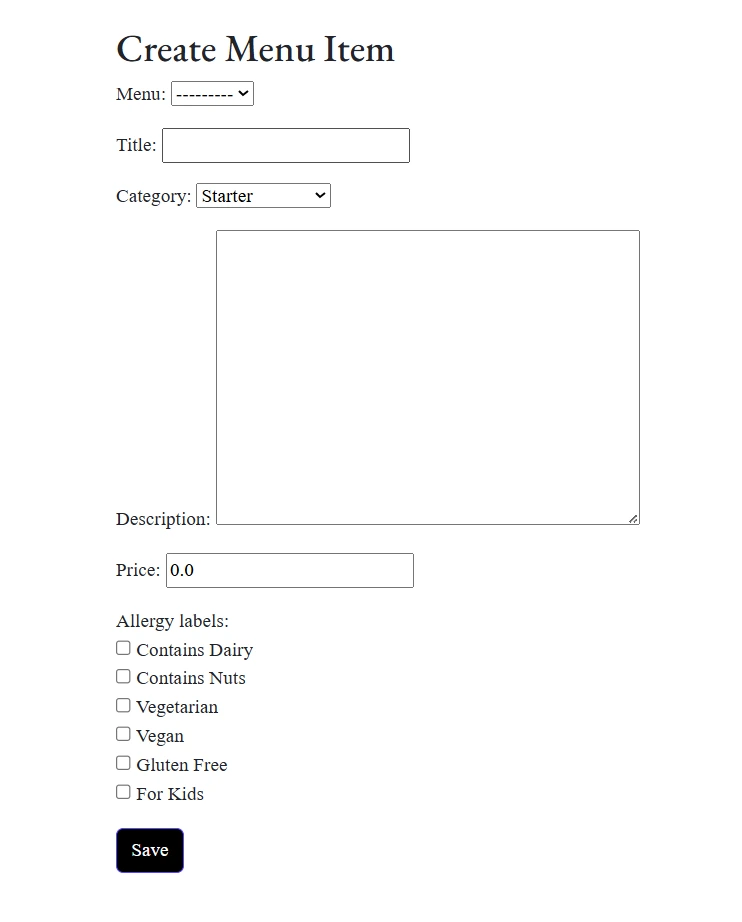 Create Menu Item
Menu: ---------
Title:
Category: Starter
Description:
Price: 0.0
Allergy labels:
Contains Dairy
Contains Nuts
Vegetarian
Vegan
Gluten Free
For Kids
Save